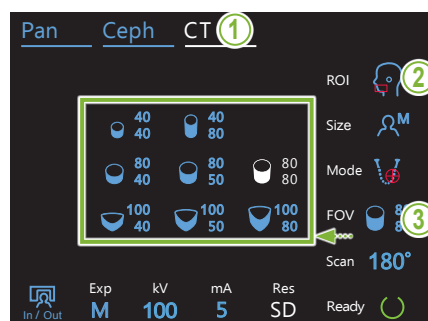 Pan Ceph CT 1
ROI 2
40 40
40 80
Size M
80 80 80
40 50 80
Mode
100 100 100
40 50 80
FOV 8 3
Scan 180°
Exp kV mA Res
In / Out M 100 5 SD
Ready